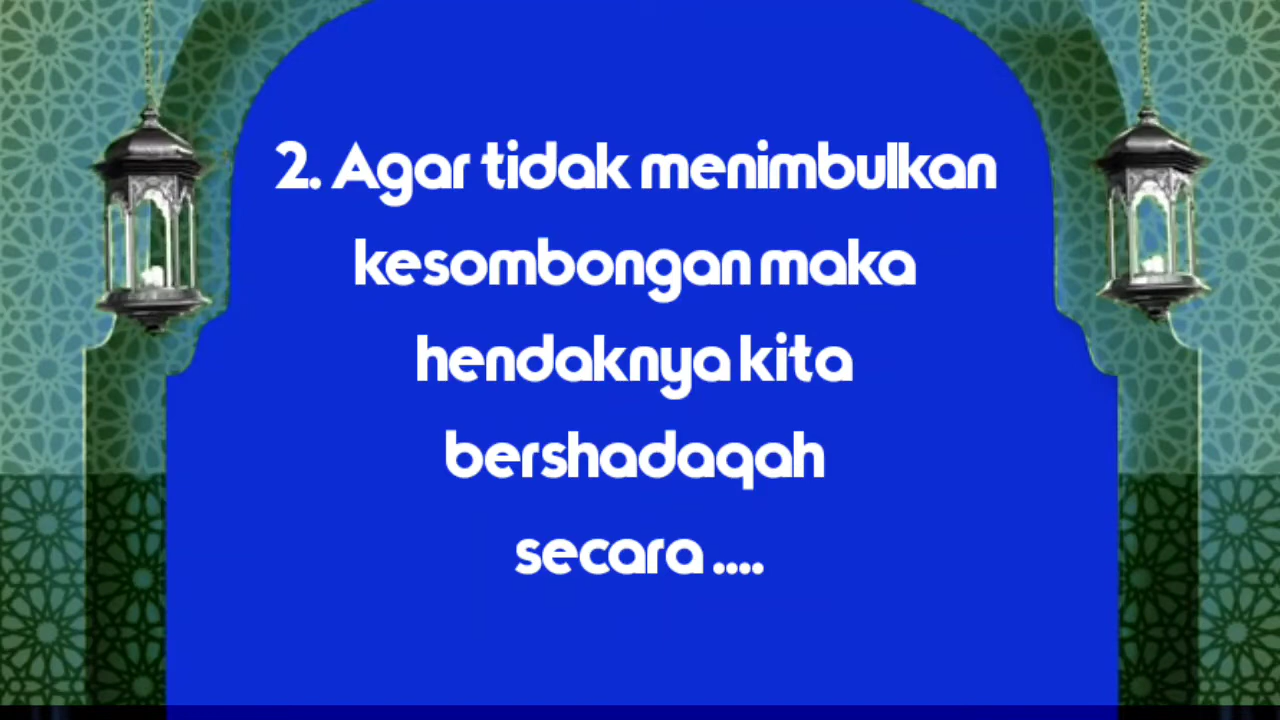 2. Agar tidak menimbulkan
kesombongan maka
hendaknya kita
bershadaqah
secara ....